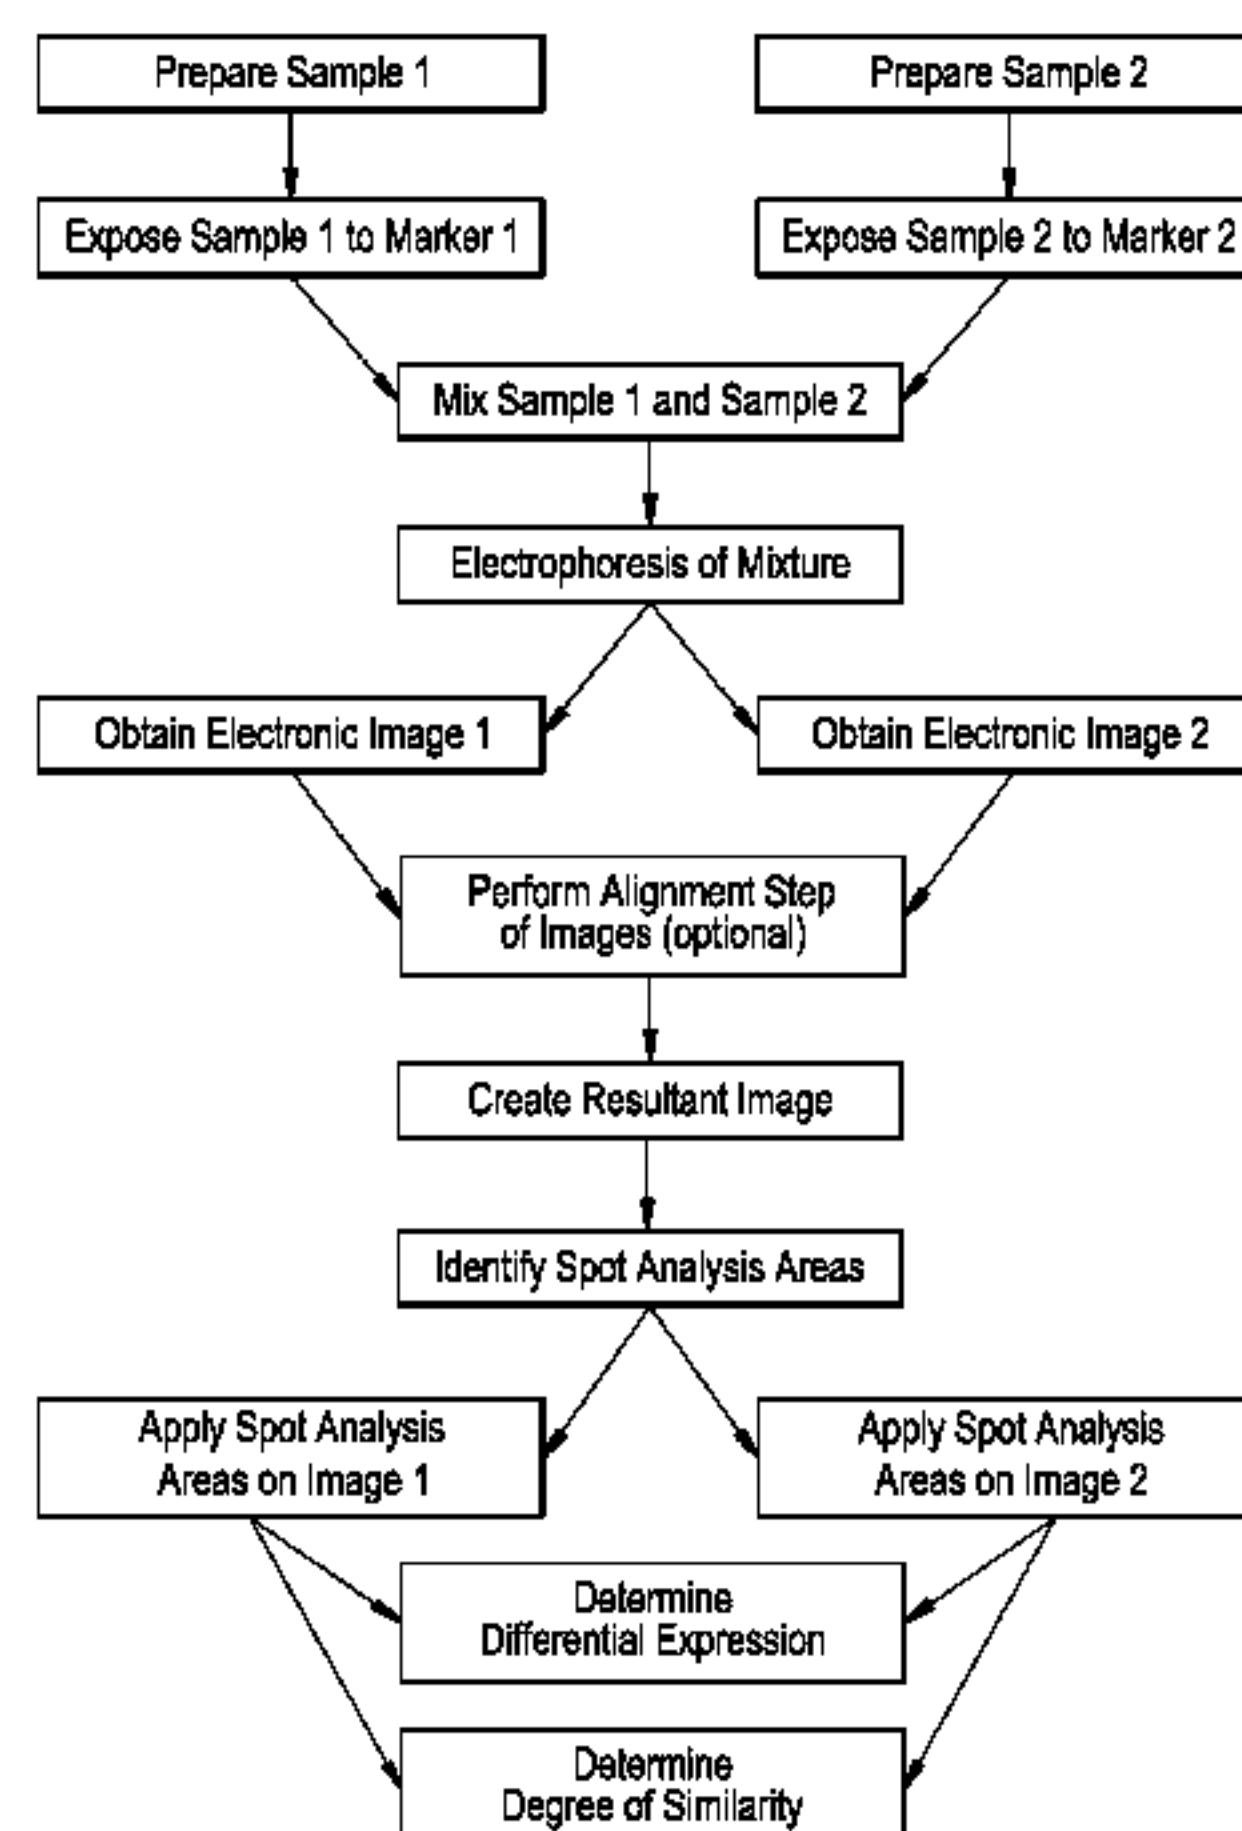 Prepare Sample 1
Prepare Sample 2
Expose Sample 1 to Marker 1
Expose Sample 2 to Marker 2
Mix Sample 1 and Sample 2
Electrophoresis of Mixture
Obtain Electronic Image 1
Obtain Electronic Image 2
Perform Alignment Step
of Images (optional)
Create Resultant Image
Identify Spot Analysis Areas
Apply Spot Analysis
Areas on Image 1
Apply Spot Analysis
Areas on Image 2
Determine
Differential Expression
Determine
Degree of Similarity